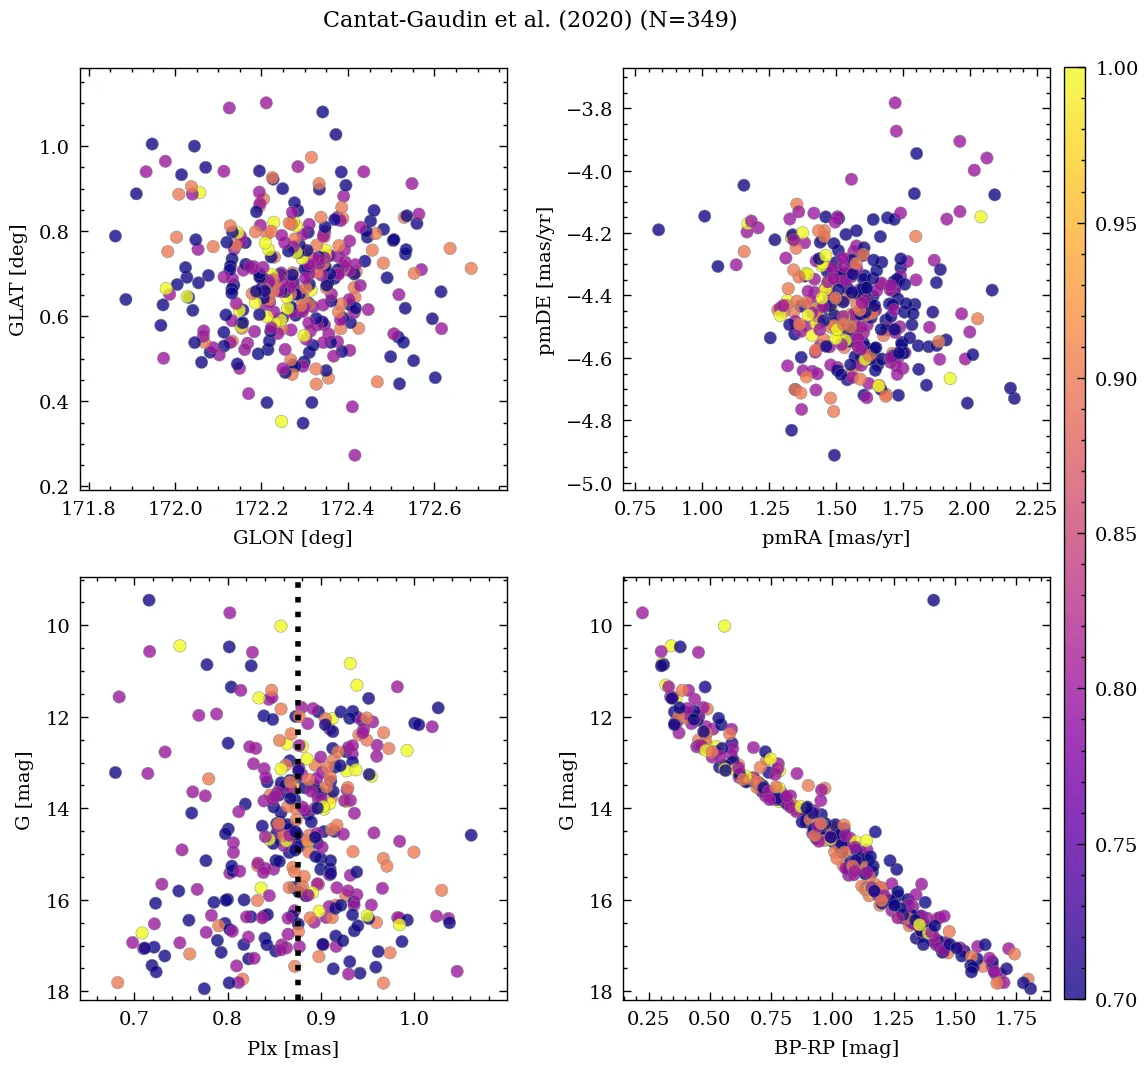 Cantat-Gaudin et al. (2020) (N=349)
GLAT [deg]
1.0
0.8
0.6
0.4
0.2
171.8 172.0 172.2 172.4 172.6
GLON [deg]
pmDE [mas/yr]
−3.8
−4.0
−4.2
−4.4
−4.6
−4.8
−5.0
0.75 1.00 1.25 1.50 1.75 2.00 2.25
pmRA [mas/yr]
G [mag]
10
12
14
16
18
0.7 0.8 0.9 1.0
Plx [mas]
G [mag]
10
12
14
16
18
0.25 0.50 0.75 1.00 1.25 1.50 1.75
BP-RP [mag]
1.00
0.95
0.90
0.85
0.80
0.75
0.70